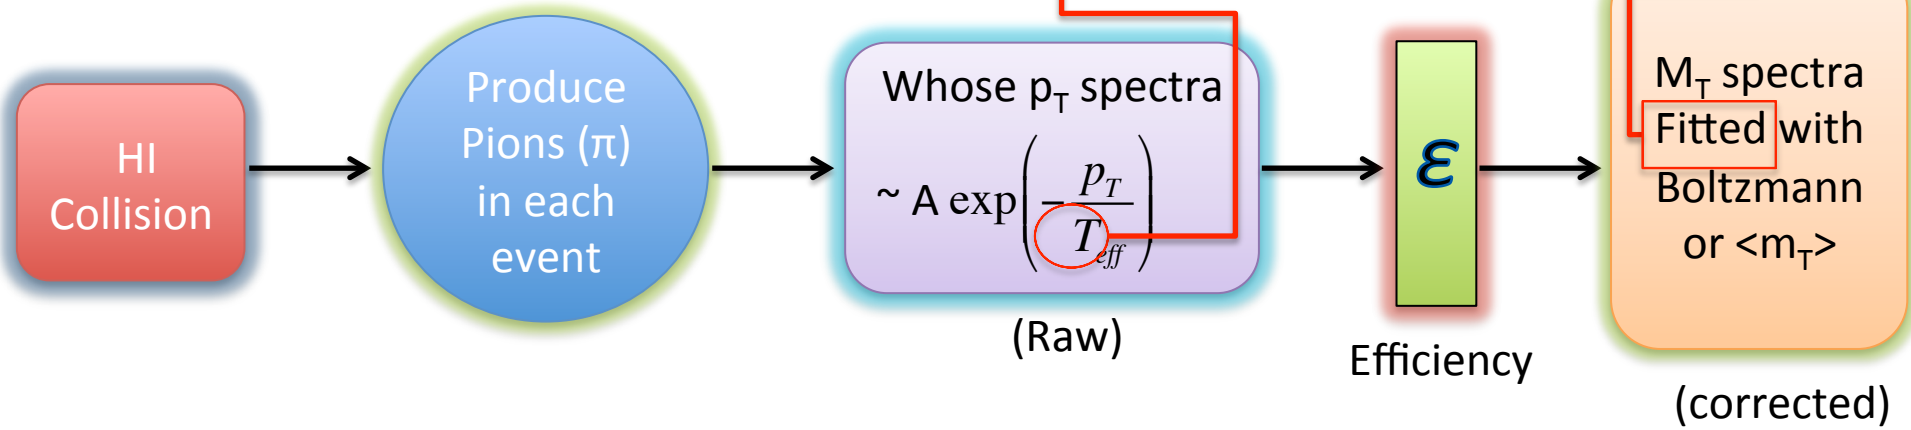 HI
Collision
Produce
Pions (π)
in each
event
Whose p_T spectra
~ A exp(−p_T/T_eff)
(Raw)
ε
Efficiency
M_T spectra
Fitted with
Boltzmann
or <m_T>
(corrected)